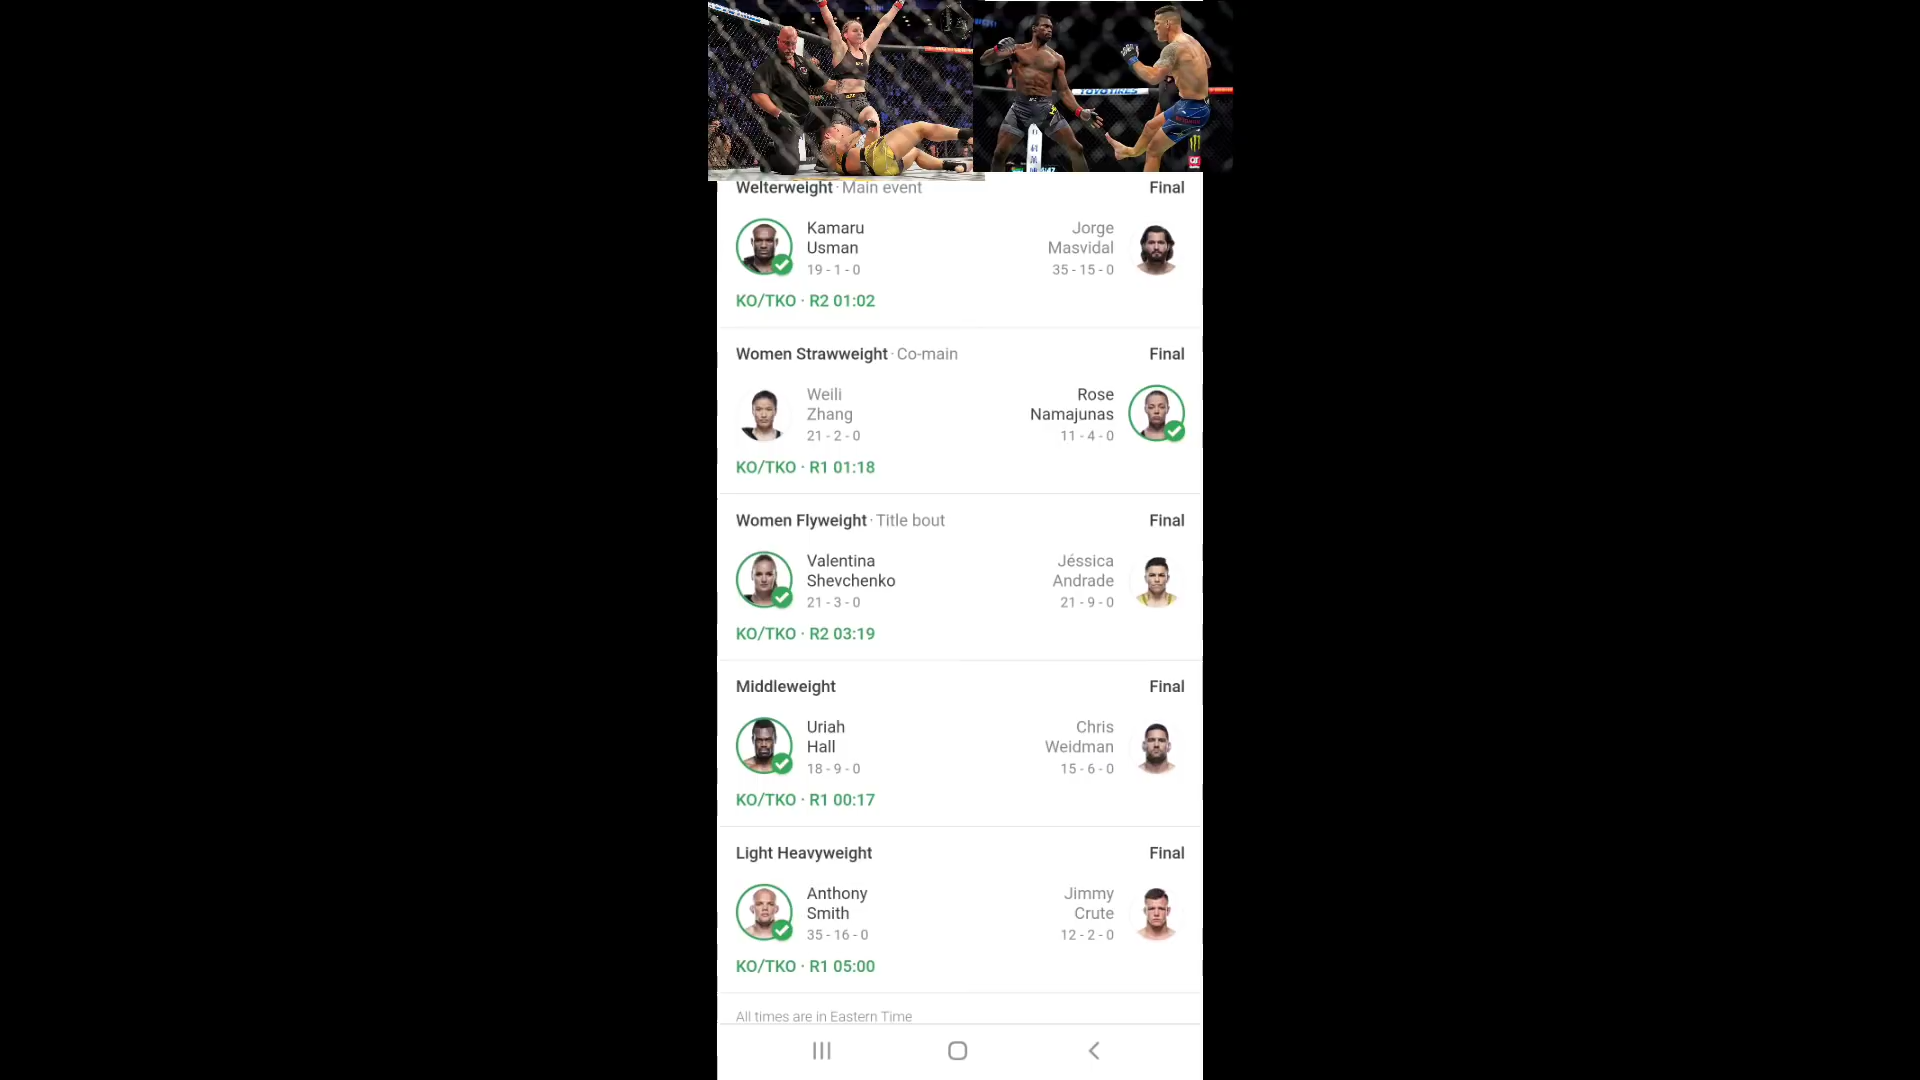 TOYOTIRES
Welterweight · Main event Final
Kamaru Jorge
Usman Masvidal
19 - 1 - 0 35 - 15 - 0
KO/TKO · R2 01:02
Women Strawweight · Co-main Final
Weili Rose
Zhang Namajunas
21 - 2 - 0 11 - 4 - 0
KO/TKO · R1 01:18
Women Flyweight · Title bout Final
Valentina Jéssica
Shevchenko Andrade
21 - 3 - 0 21 - 9 - 0
KO/TKO · R2 03:19
Middleweight Final
Uriah Chris
Hall Weidman
18 - 9 - 0 15 - 6 - 0
KO/TKO · R1 00:17
Light Heavyweight Final
Anthony Jimmy
Smith Crute
35 - 16 - 0 12 - 2 - 0
KO/TKO · R1 05:00
All times are in Eastern Time